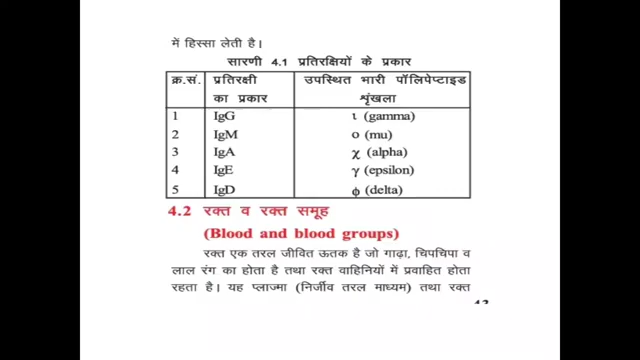 में हिस्सा लेती है।
सारणी 4.1 प्रतिरक्षियों के प्रकार
क्र.सं. प्रतिरक्षी उपस्थित भारी पॉलिपेप्टाइड
का प्रकार शृंखला
1 IgG ι (gamma)
2 IgM ο (mu)
3 IgA χ (alpha)
4 IgE γ (epsilon)
5 IgD ϕ (delta)
4.2 रक्त व रक्त समूह
(Blood and blood groups)
रक्त एक तरल जीवित ऊतक है जो गाढ़ा, चिपचिपा व
लाल रंग का होता है तथा रक्त वाहिनियों में प्रवाहित होता
रहता है। यह प्लाज्मा (निर्जीव तरल माध्यम) तथा रक्त